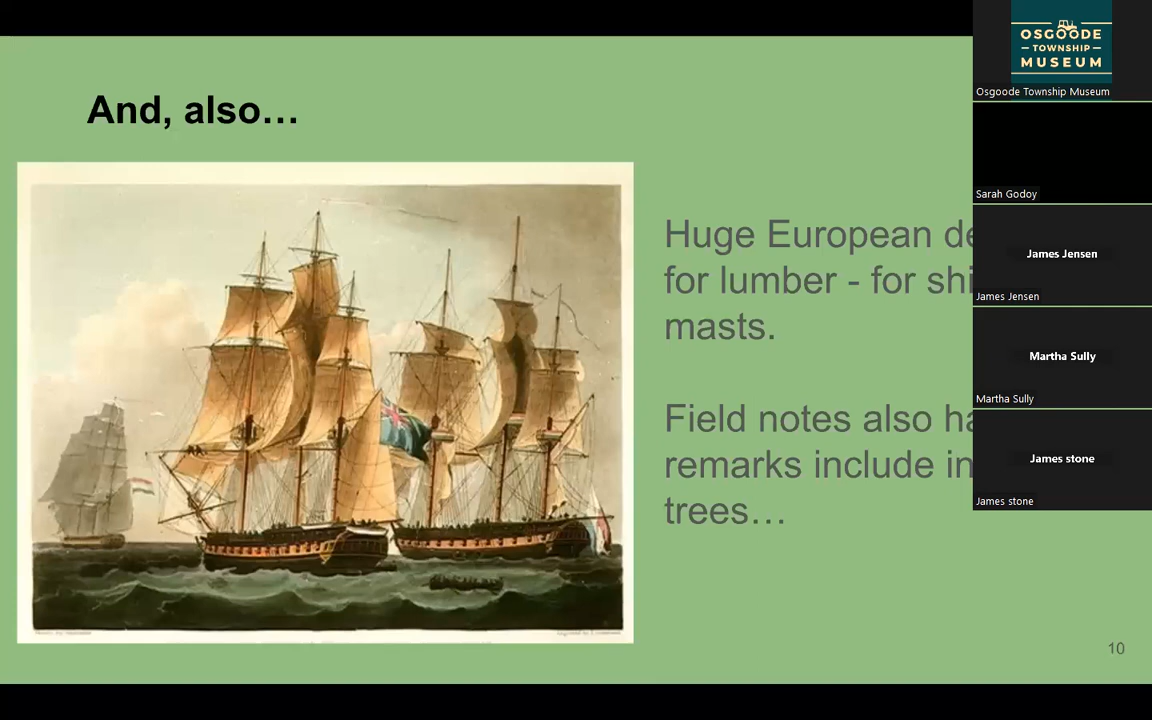 And, also…
Huge European de
for lumber - for shi
masts.
Field notes also ha
remarks include in
trees…
10
OSGOODE
TOWNSHIP
MUSEUM
Osgoode Township Museum
Sarah Godoy
James Jensen
James Jensen
Martha Sully
Martha Sully
James stone
James stone